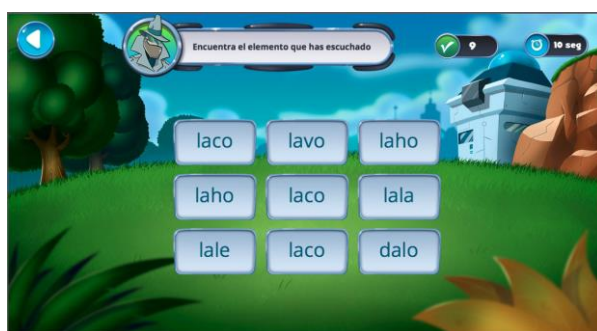 Encuentra el elemento que has escuchado
9
10 seg
laco lavo laho
laho laco lala
lale laco dalo